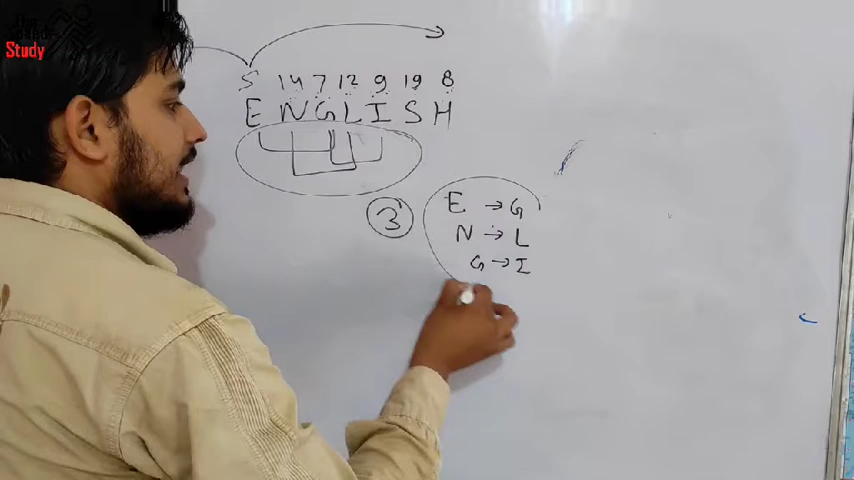 Study
5 14 7 12 9 19 8
E N G L I S H
3
E → G
N → L
G → I